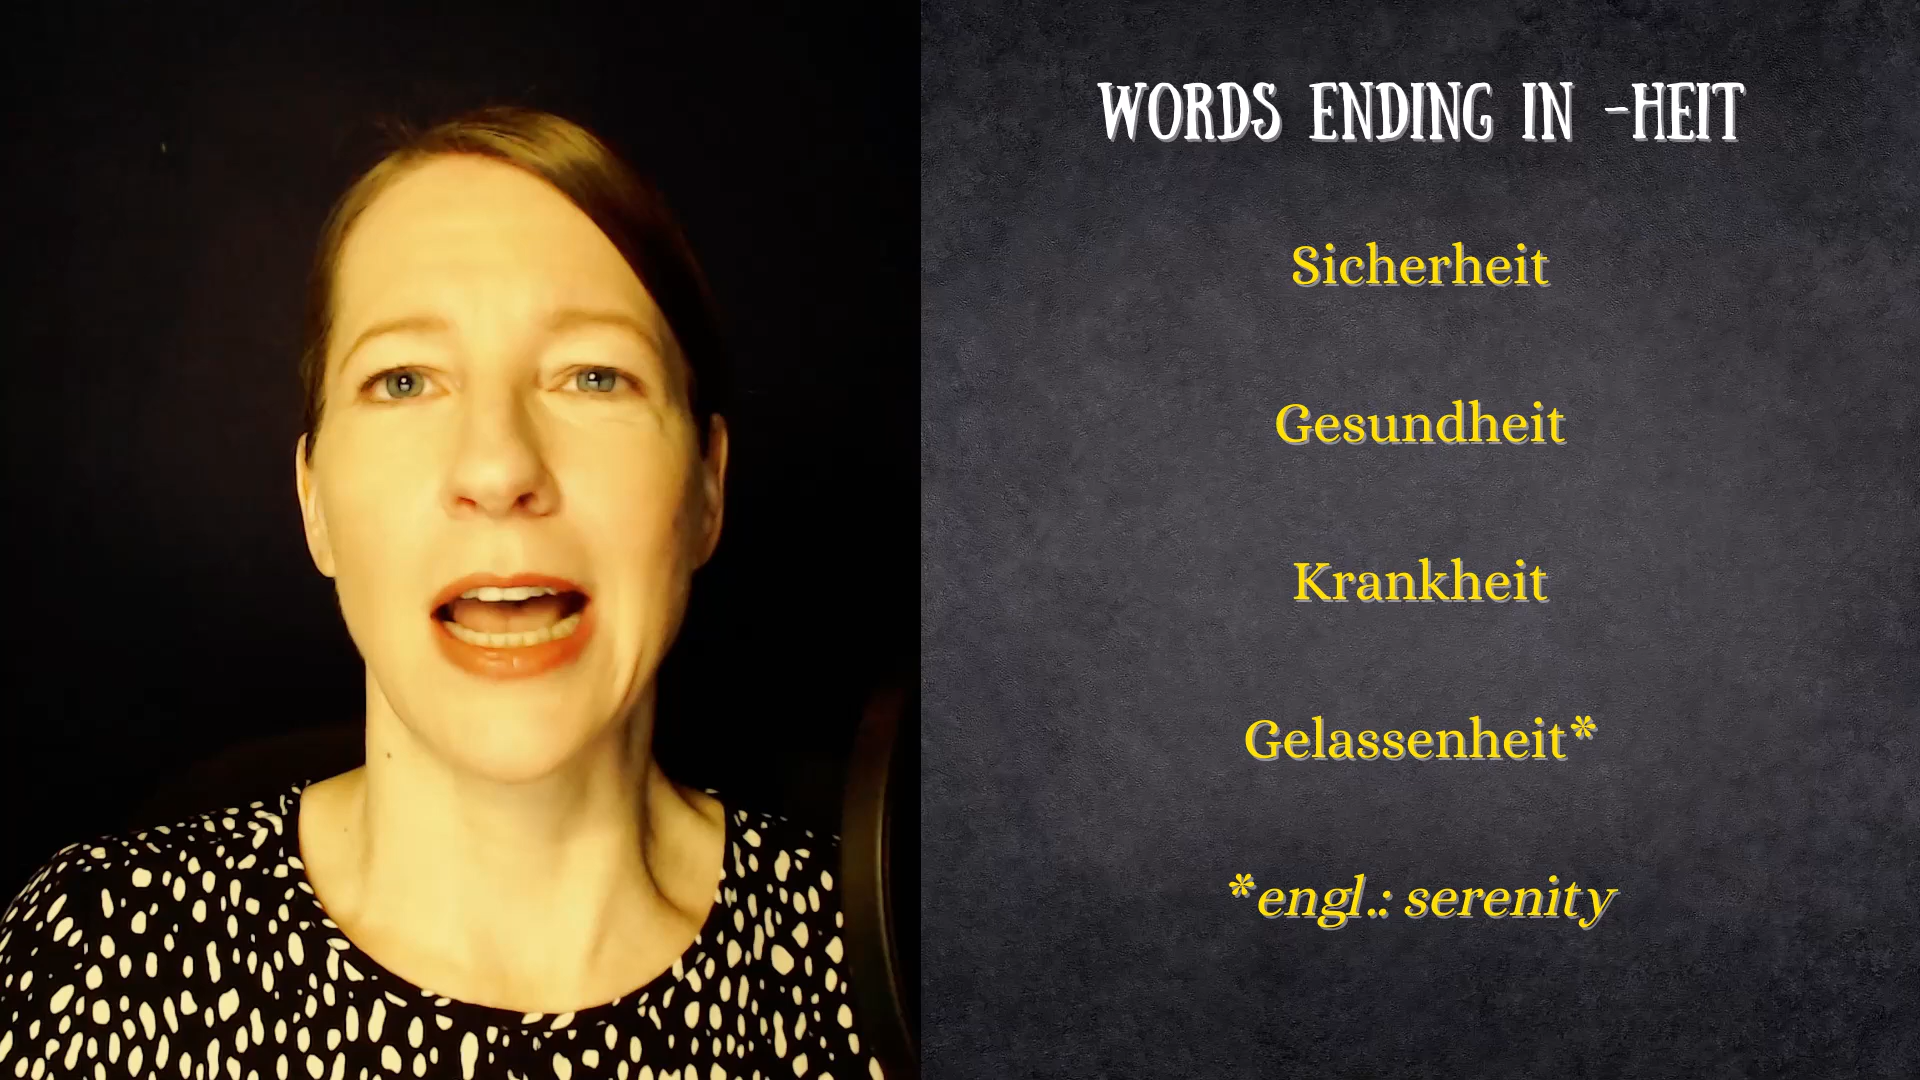 WORDS ENDING IN -HEIT
Sicherheit
Gesundheit
Krankheit
Gelassenheit*
*engl.: serenity